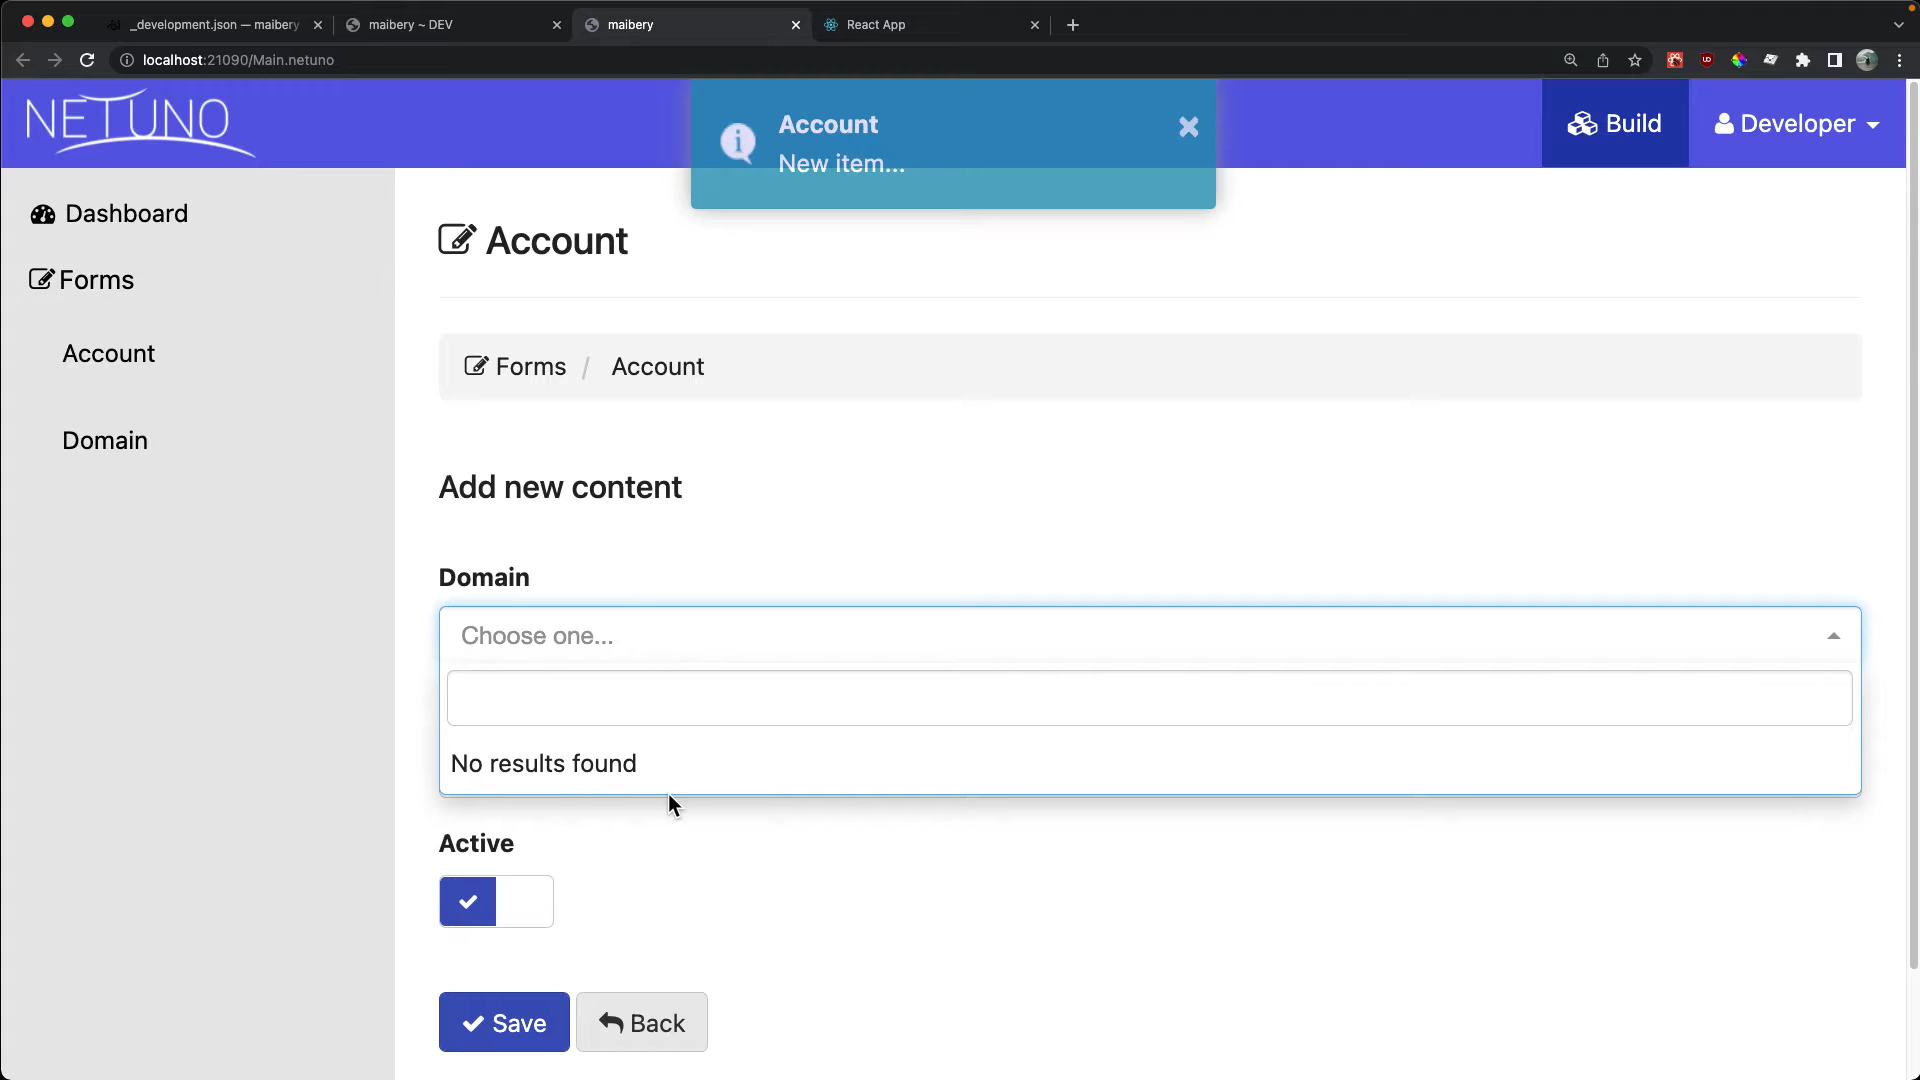 _development.json — maibery
maibery ~ DEV
maibery
React App
localhost:21090/Main.netuno
NETUNO
Account
New item...
Build
Developer
Dashboard
Forms
Account
Domain
Account
Forms / Account
Add new content
Domain
Choose one...
No results found
Active
Save
Back